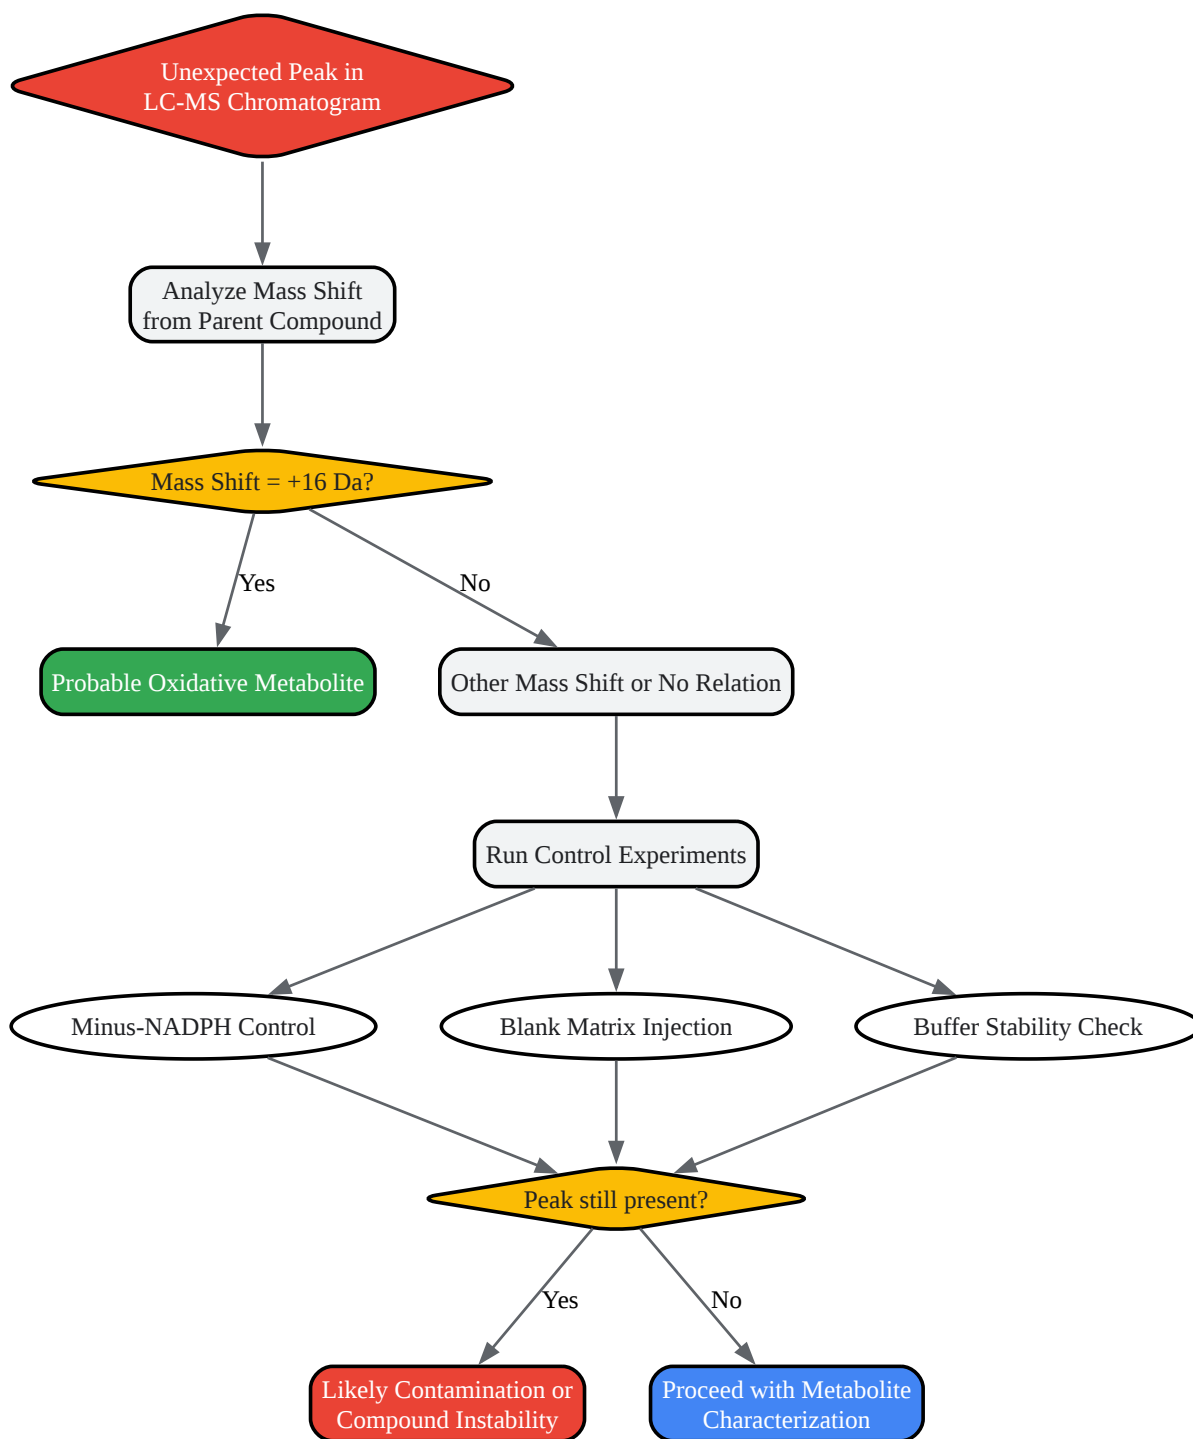 Unexpected Peak in
LC-MS Chromatogram
Analyze Mass Shift
from Parent Compound
Mass Shift = +16 Da?
Yes
No
Probable Oxidative Metabolite
Other Mass Shift or No Relation
Run Control Experiments
Minus-NADPH Control
Blank Matrix Injection
Buffer Stability Check
Peak still present?
Yes
No
Likely Contamination or
Compound Instability
Proceed with Metabolite
Characterization